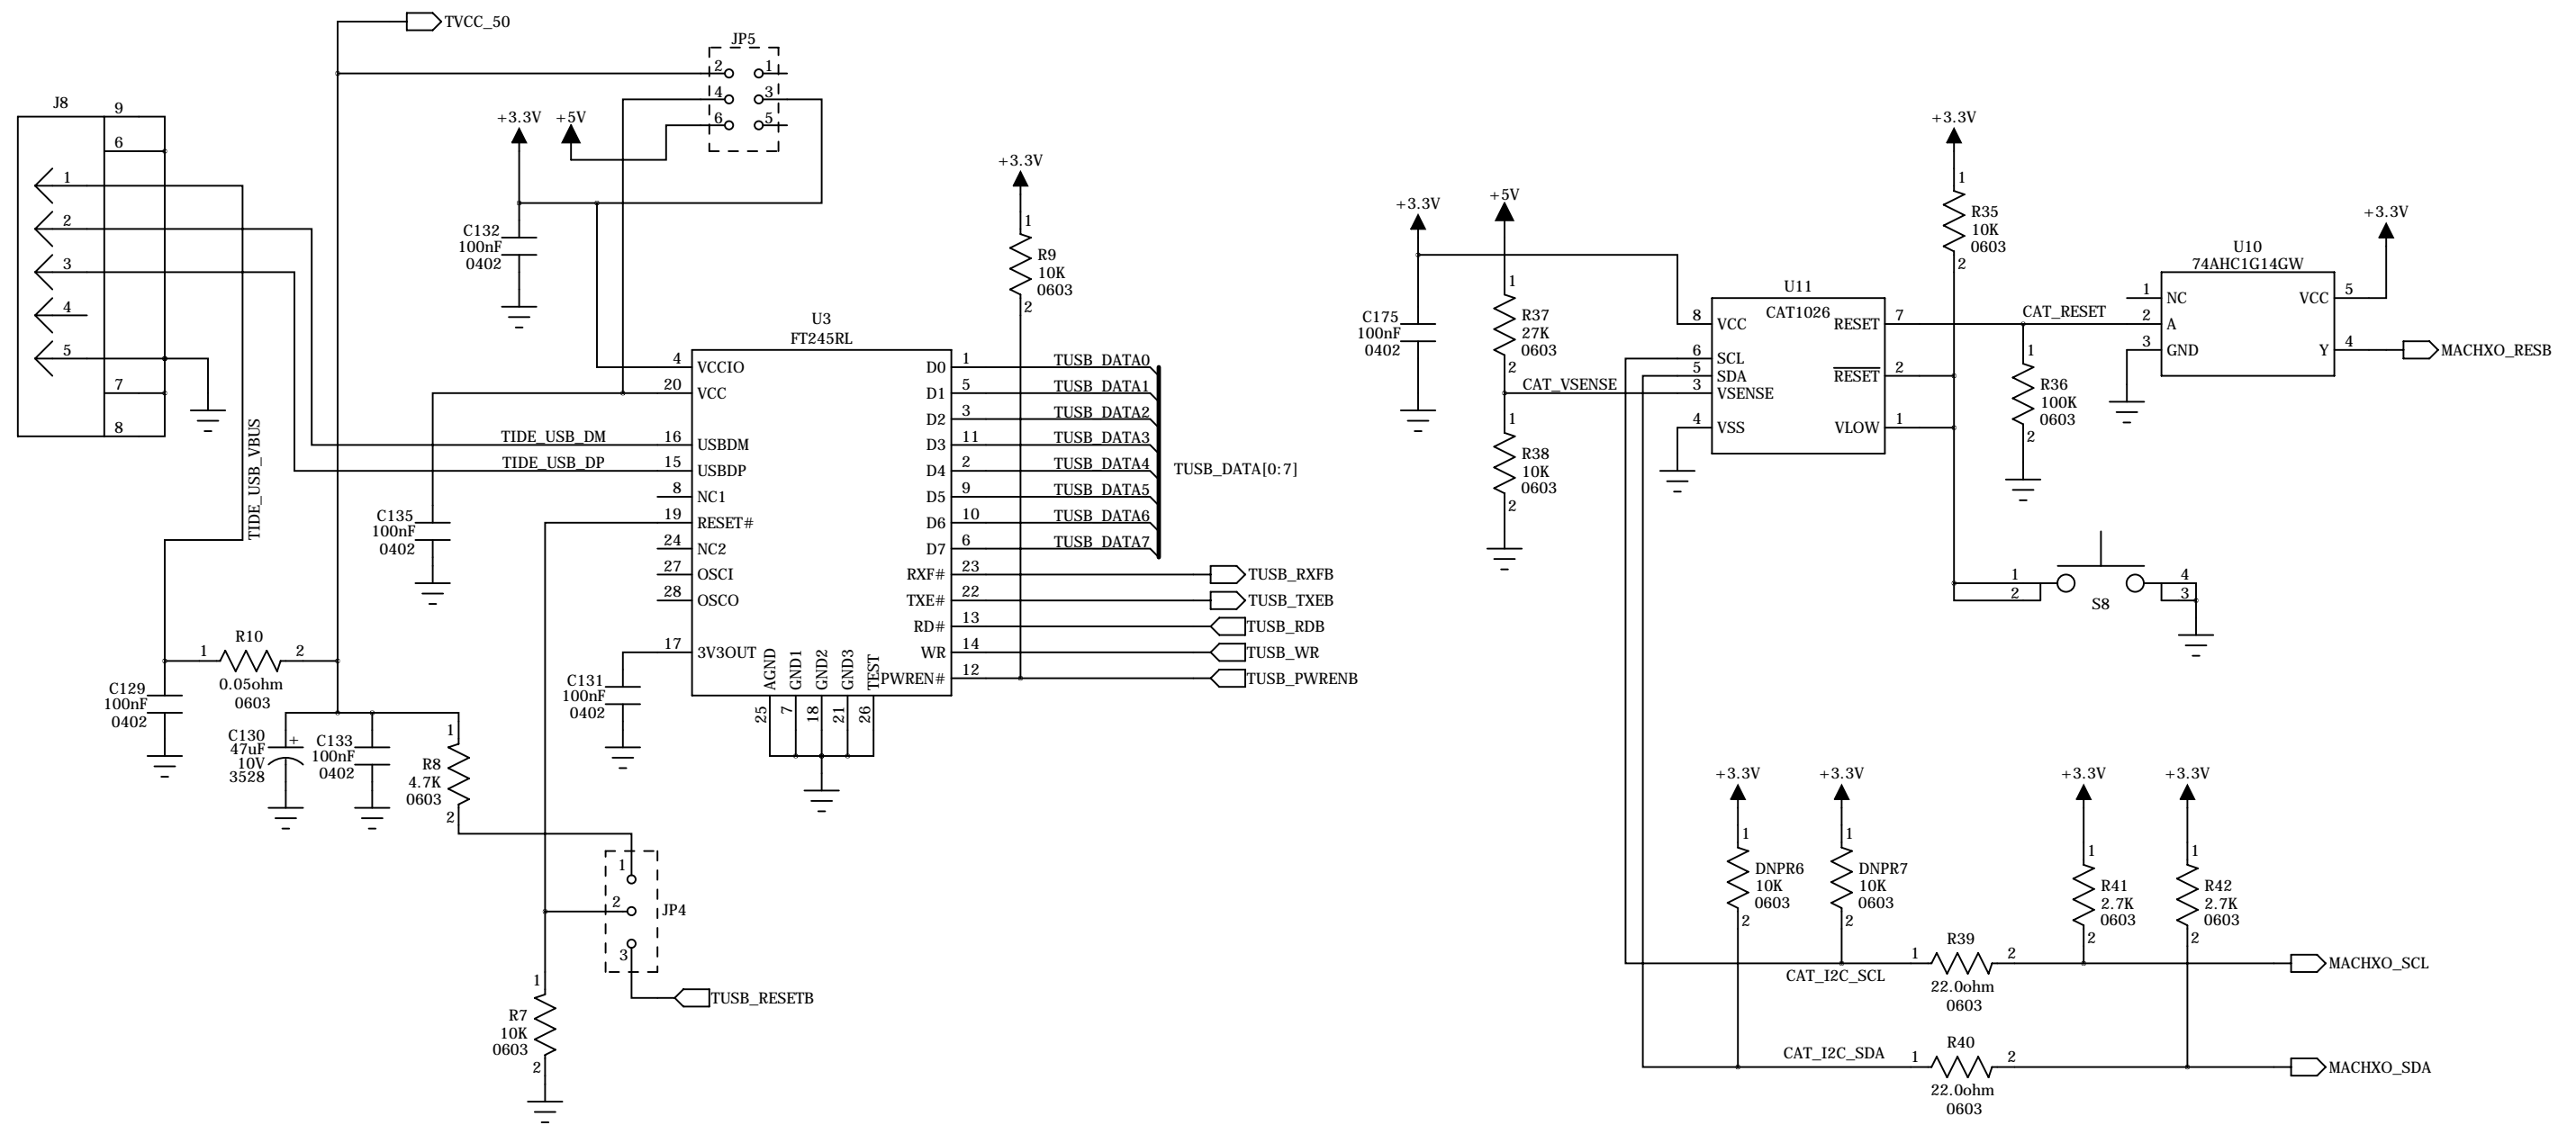 TVCC_50
JP5
2
1
4
3
6
5
J8
9
6
1
2
3
4
5
7
8
TIDE_USB_VBUS
+3.3V
+5V
C132
100nF
0402
+3.3V
1
R9
10K
0603
2
U3
FT245RL
4
VCCIO
20
VCC
TIDE_USB_DM
16
USBDM
TIDE_USB_DP
15
USBDP
8
NC1
19
RESET#
24
NC2
27
OSCI
28
OSCO
17
3V3OUT
D0
1
TUSB_DATA0
D1
5
TUSB_DATA1
D2
3
TUSB_DATA2
D3
11
TUSB_DATA3
D4
2
TUSB_DATA4
D5
9
TUSB_DATA5
D6
10
TUSB_DATA6
D7
6
TUSB_DATA7
TUSB_DATA[0:7]
RXF#
23
TUSB_RXFB
TXE#
22
TUSB_TXEB
RD#
13
TUSB_RDB
WR
14
TUSB_WR
PWREN#
12
TUSB_PWRENB
AGND
GND1
GND2
GND3
TEST
25
7
18
21
26
C135
100nF
0402
C131
100nF
0402
R10
1
2
0.05ohm
0603
C129
100nF
0402
C130
47uF
10V
3528
+
C133
100nF
0402
1
R8
4.7K
0603
2
1
2
3
JP4
TUSB_RESETB
1
R7
10K
0603
2
+3.3V
C175
100nF
0402
+5V
1
R37
27K
0603
2
CAT_VSENSE
1
R38
10K
0603
2
U11
CAT1026
8
VCC
6
SCL
5
SDA
3
VSENSE
4
VSS
RESET
7
RESET
2
VLOW
1
+3.3V
1
R35
10K
0603
2
CAT_RESET
1
R36
100K
0603
2
U10
74AHC1G14GW
1
NC
2
A
3
GND
VCC
5
Y
4
+3.3V
MACHXO_RESB
1
2
4
3
S8
+3.3V
1
DNPR6
10K
0603
2
+3.3V
1
DNPR7
10K
0603
2
+3.3V
1
R41
2.7K
0603
2
+3.3V
1
R42
2.7K
0603
2
CAT_I2C_SCL
1
R39
2
22.0ohm
0603
MACHXO_SCL
CAT_I2C_SDA
1
R40
2
22.0ohm
0603
MACHXO_SDA